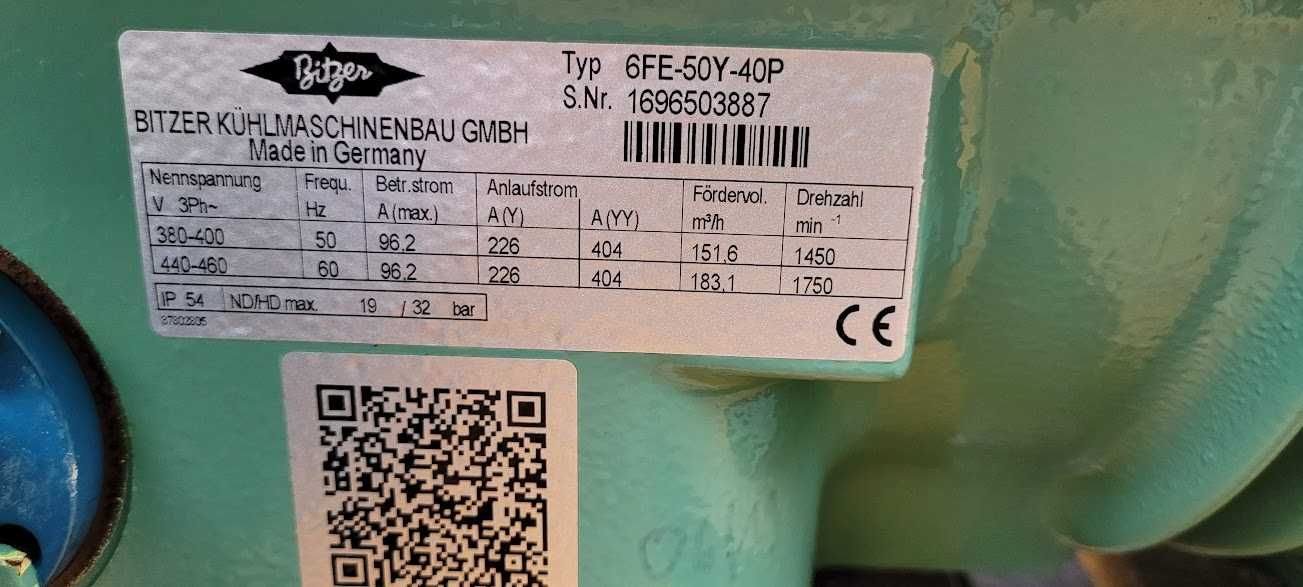 Bitzer
BITZER KÜHLMASCHINENBAU GMBH
Made in Germany
Typ 6FE-50Y-40P
S.Nr. 1696503887
Nennspannung Frequ. Betr.strom Anlaufstrom Fördervol. Drehzahl
V 3Ph~ Hz A (max.) A (Y) A (YY) m³/h min -1
380-400 50 96,2 226 404 151,6 1450
440-460 60 96,2 226 404 183,1 1750
IP 54 ND/HD max. 19 / 32 bar
CE